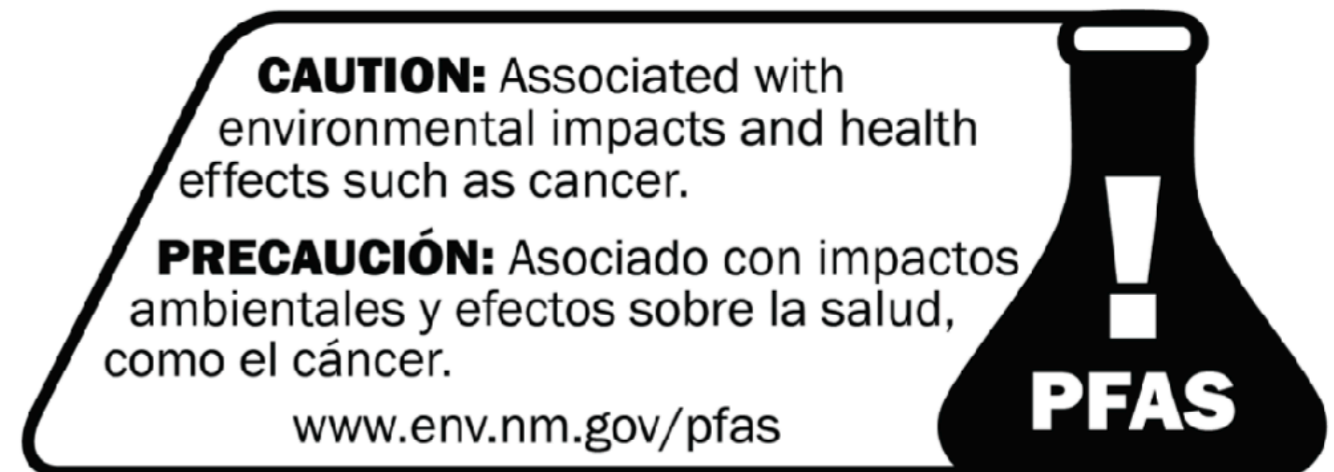 CAUTION: Associated with
environmental impacts and health
effects such as cancer.
PRECAUCIÓN: Asociado con impactos
ambientales y efectos sobre la salud,
como el cáncer.
www.env.nm.gov/pfas
!
PFAS